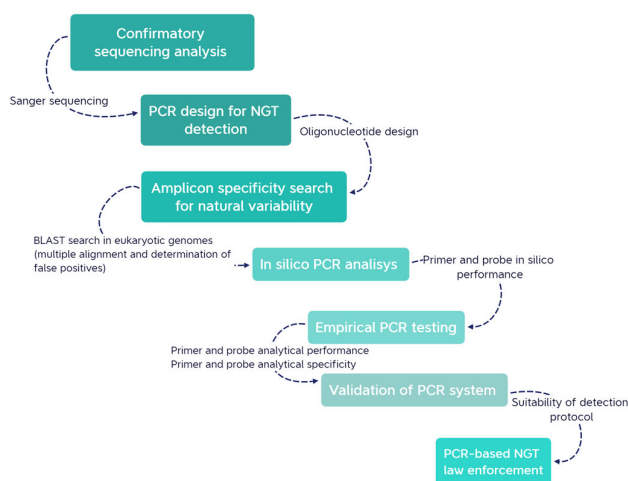 Confirmatory
sequencing analysis
Sanger sequencing
PCR design for NGT
detection
Oligonucleotide design
Amplicon specificity search
for natural variability
BLAST search in eukaryotic genomes
(multiple alignment and determination of
false positives)
In silico PCR analisys
Primer and probe in silico
performance
Empirical PCR testing
Primer and probe analytical performance
Primer and probe analytical specificity
Validation of PCR system
Suitability of detection
protocol
PCR-based NGT
law enforcement